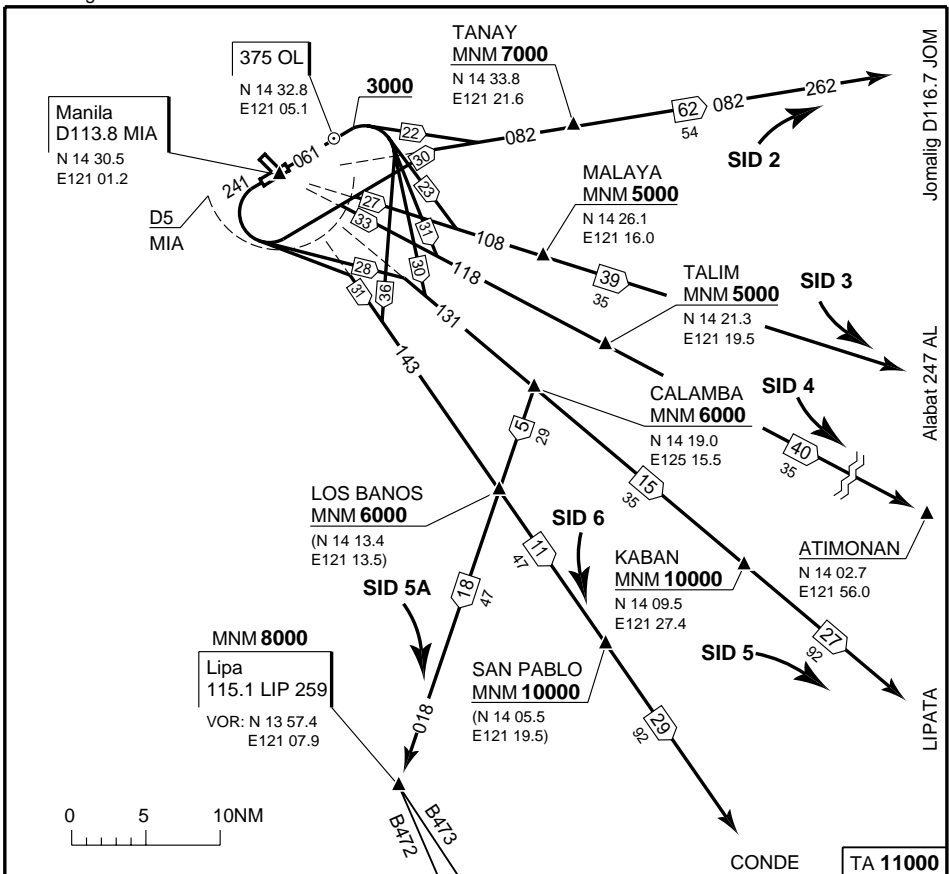 TANAY
MNM 7000
N 14 33.8
E121 21.6
375 OL
N 14 32.8
E121 05.1
3000
Manila
D113.8 MIA
N 14 30.5
E121 01.2
061
241
D5
MIA
22
082
30
23
62
54
082
262
SID 2
Jomalig D116.7 JOM
MALAYA
MNM 5000
N 14 26.1
E121 16.0
27
33
31
30
108
39
35
28
31
36
118
TALIM
MNM 5000
N 14 21.3
E121 19.5
SID 3
Alabat 247 AL
131
143
CALAMBA
MNM 6000
N 14 19.0
E125 15.5
SID 4
40
35
5
29
15
35
LOS BANOS
MNM 6000
(N 14 13.4
E121 13.5)
SID 6
ATIMONAN
N 14 02.7
E121 56.0
11
47
KABAN
MNM 10000
N 14 09.5
E121 27.4
SID 5A
18
47
27
92
SID 5
MNM 8000
Lipa
115.1 LIP 259
VOR: N 13 57.4
E121 07.9
SAN PABLO
MNM 10000
(N 14 05.5
E121 19.5)
018
29
92
LIPATA
0 5 10NM
B472
B473
CONDE
TA 11000